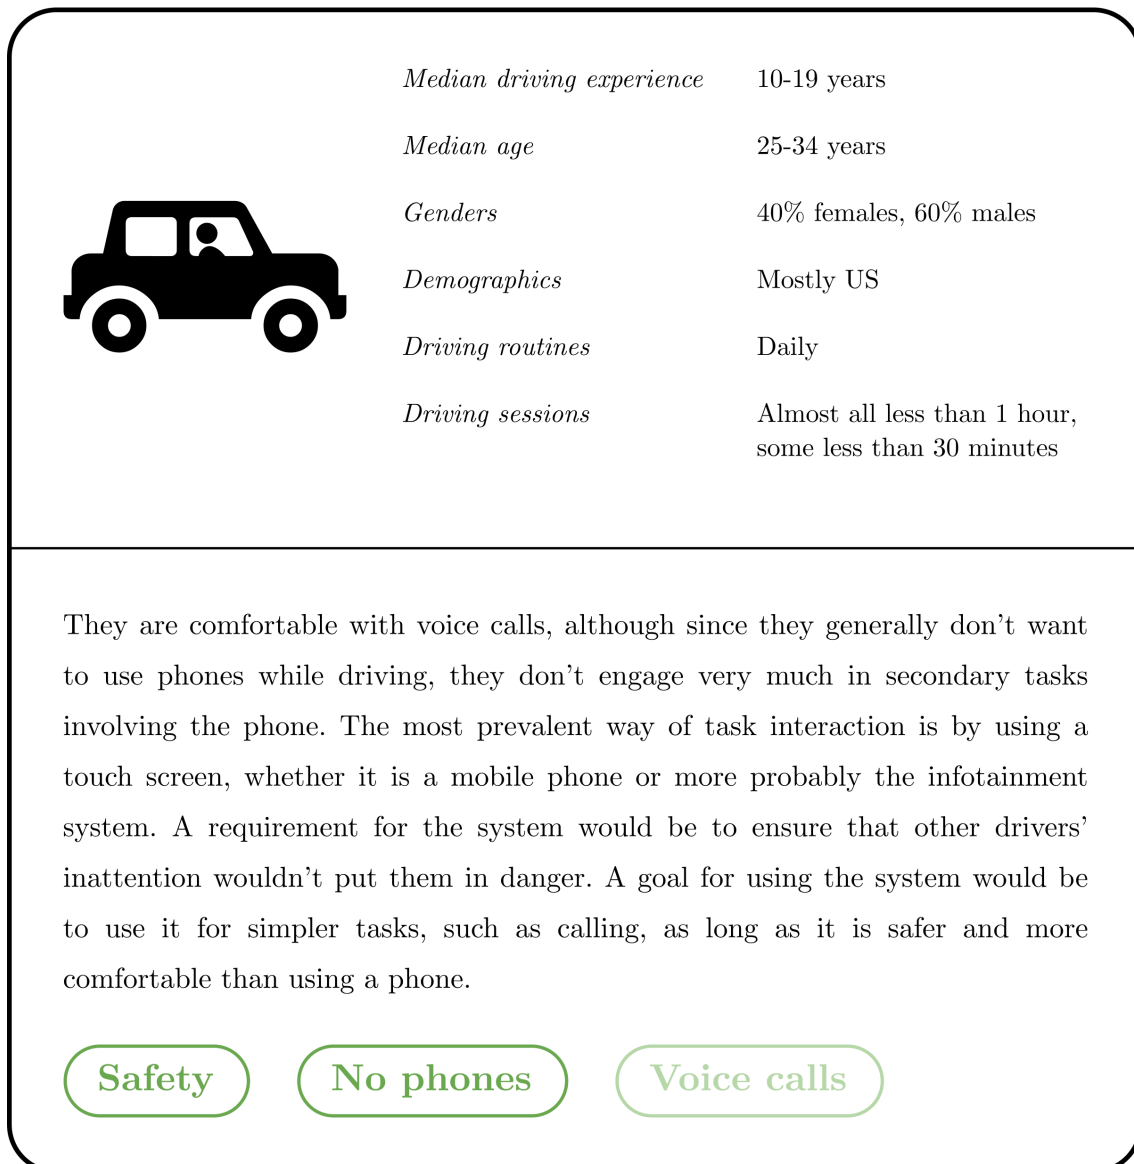 Median driving experience 10-19 years
Median age 25-34 years
Genders 40% females, 60% males
Demographics Mostly US
Driving routines Daily
Driving sessions Almost all less than 1 hour,
some less than 30 minutes
They are comfortable with voice calls, although since they generally don't want
to use phones while driving, they don't engage very much in secondary tasks
involving the phone. The most prevalent way of task interaction is by using a
touch screen, whether it is a mobile phone or more probably the infotainment
system. A requirement for the system would be to ensure that other drivers'
inattention wouldn't put them in danger. A goal for using the system would be
to use it for simpler tasks, such as calling, as long as it is safer and more
comfortable than using a phone.
Safety No phones Voice calls